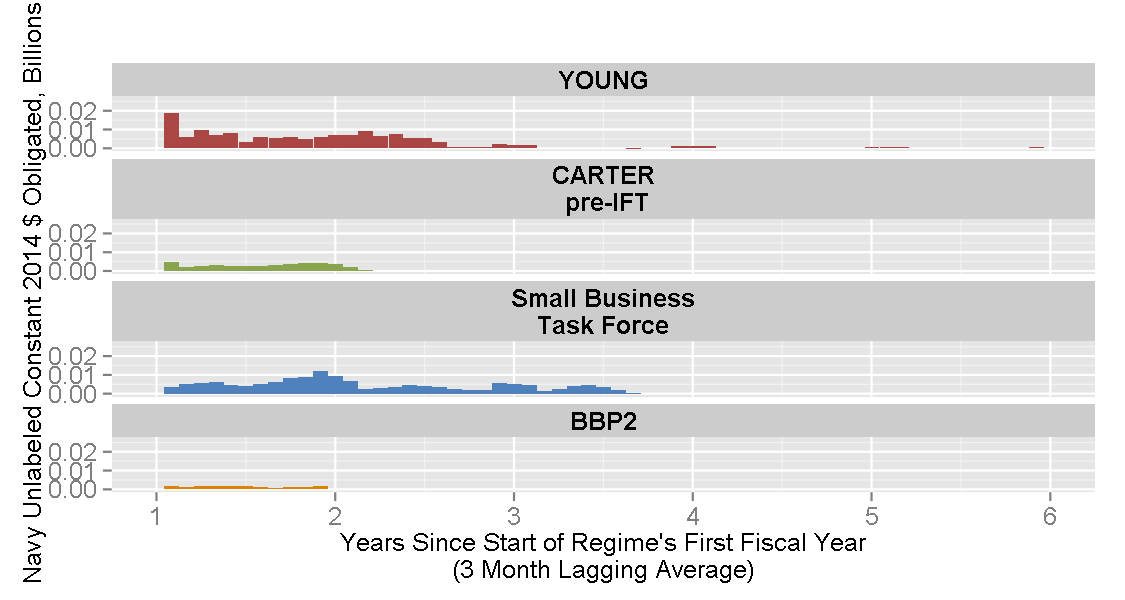 Navy Unlabeled Constant 2014 $ Obligated, Billions
YOUNG
0.02
0.01
0.00
CARTER
pre-IFT
0.02
0.01
0.00
Small Business
Task Force
0.02
0.01
0.00
BBP2
0.02
0.01
0.00
1 2 3 4 5 6
Years Since Start of Regime's First Fiscal Year
(3 Month Lagging Average)